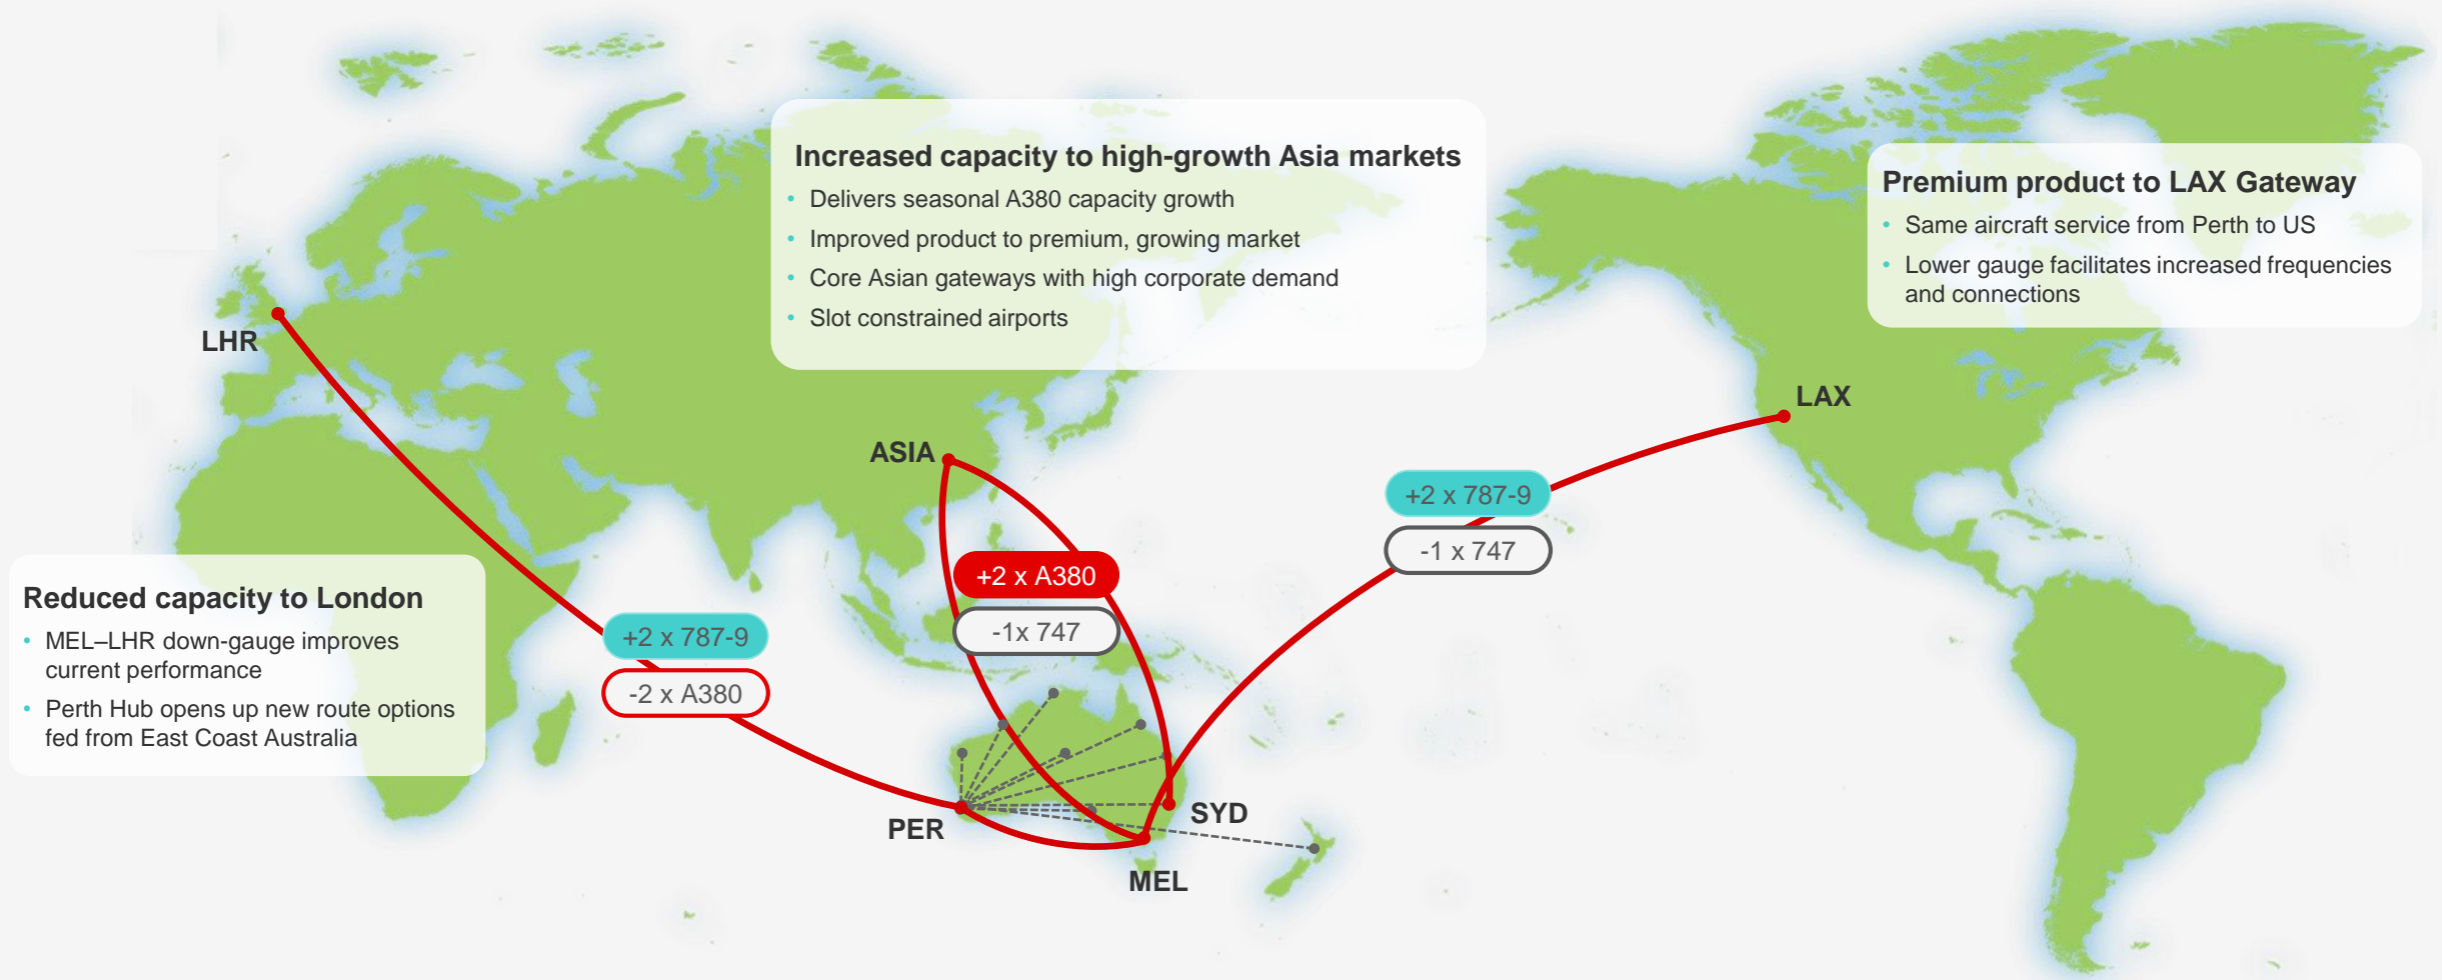 Increased capacity to high-growth Asia markets
• Delivers seasonal A380 capacity growth
• Improved product to premium, growing market
• Core Asian gateways with high corporate demand
• Slot constrained airports
Premium product to LAX Gateway
• Same aircraft service from Perth to US
• Lower gauge facilitates increased frequencies
and connections
LHR
LAX
ASIA
+2 x 787-9
-1 x 747
+2 x A380
-1x 747
Reduced capacity to London
• MEL–LHR down-gauge improves
current performance
• Perth Hub opens up new route options
fed from East Coast Australia
+2 x 787-9
-2 x A380
PER
SYD
MEL